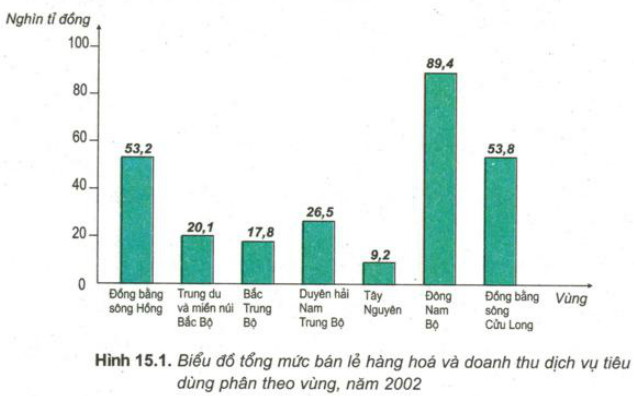 Nghìn tỉ đồng
100
80
60
40
20
0
53,2
20,1
17,8
26,5
9,2
89,4
53,8
Đồng bằng
sông Hồng
Trung du
và miền núi
Bắc Bộ
Bắc
Trung
Bộ
Duyên hải
Nam
Trung Bộ
Tây
Nguyên
Đông
Nam
Bộ
Đồng bằng
sông
Cửu Long
Vùng
Hình 15.1. Biểu đồ tổng mức bán lẻ hàng hoá và doanh thu dịch vụ tiêu
dùng phân theo vùng, năm 2002